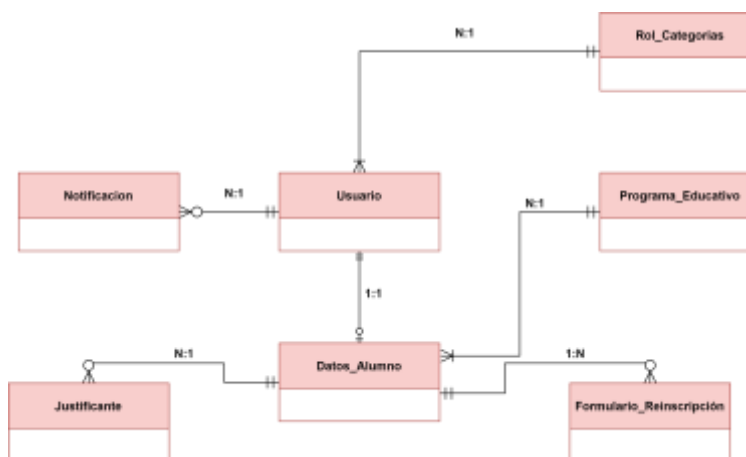 N:1
Rol_Categorias
Notificacion
N:1
Usuario
N:1
Programa_Educativo
1:1
N:1
Datos_Alumno
1:N
Justificante
Formulario_Reinscripción